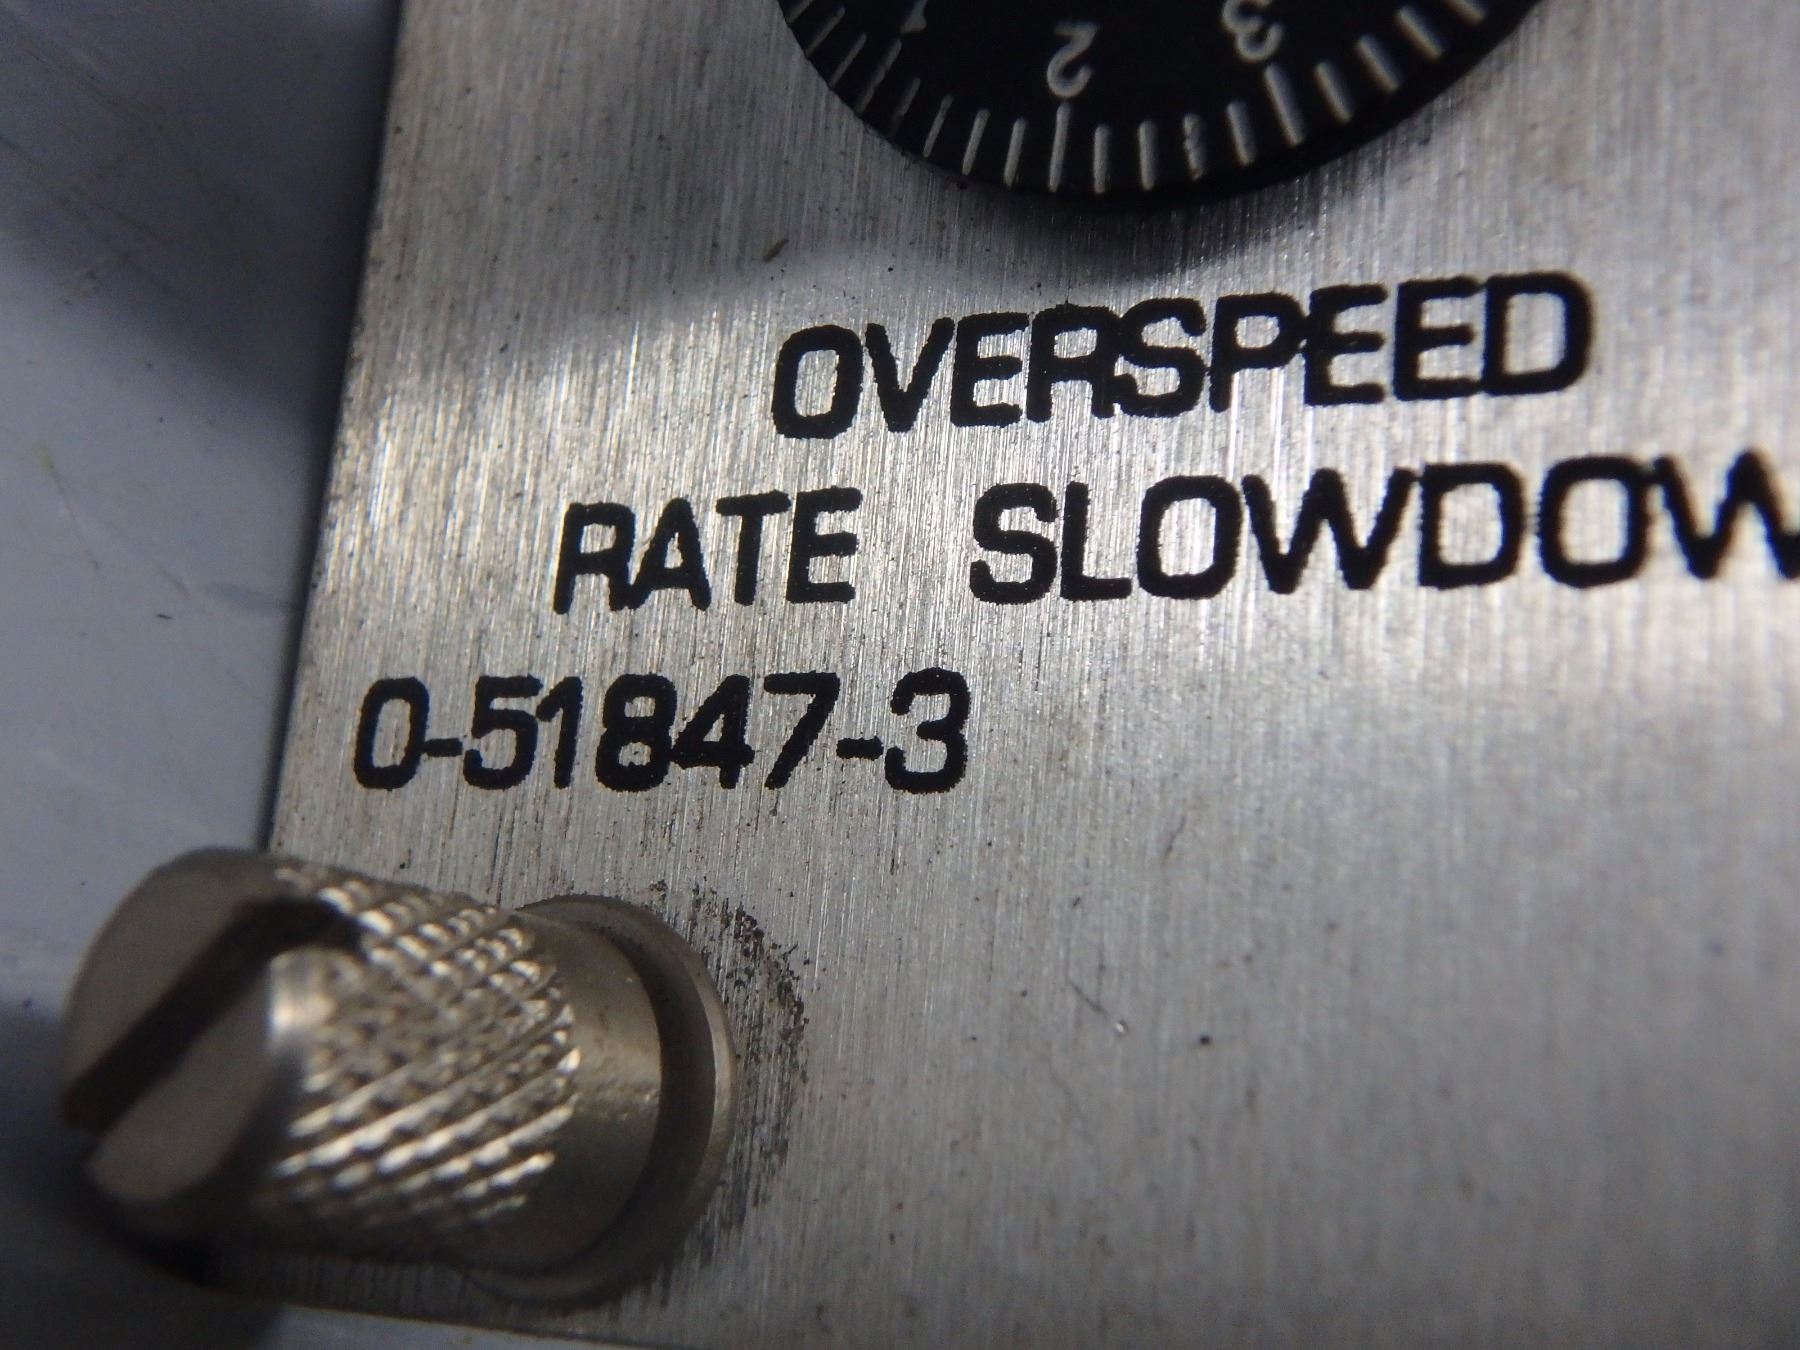 2 3
OVERSPEED
RATE SLOWDOW
0-51847-3